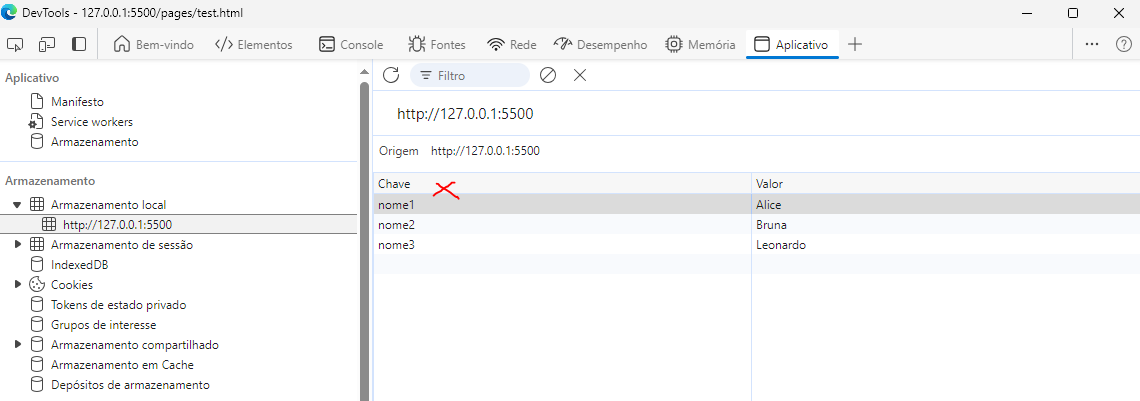 DevTools - 127.0.0.1:5500/pages/test.html
Bem-vindo Elementos Console Fontes Rede Desempenho Memória Aplicativo
Aplicativo
Manifesto
Service workers
Armazenamento
Armazenamento
Armazenamento local
http://127.0.0.1:5500
Armazenamento de sessão
IndexedDB
Cookies
Tokens de estado privado
Grupos de interesse
Armazenamento compartilhado
Armazenamento em Cache
Depósitos de armazenamento
Filtro
http://127.0.0.1:5500
Origem http://127.0.0.1:5500
Chave Valor
nome1 Alice
nome2 Bruna
nome3 Leonardo